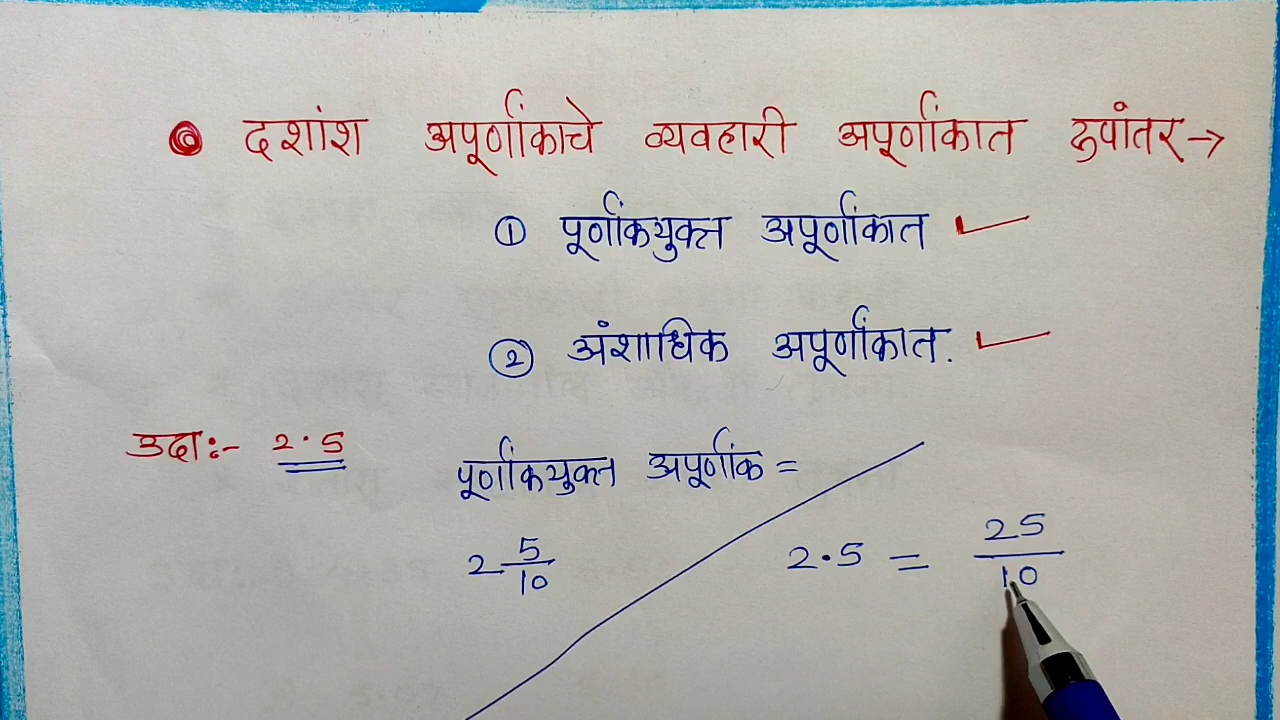 दशांश अपूर्णांकाचे व्यवहारी अपूर्णांकात रुपांतर →
① पूर्णांकयुक्त अपूर्णांकात
② अंशाधिक अपूर्णांकात.
उदाः- 2.5
पूर्णांकयुक्त अपूर्णांक =
2 5/10
2.5 = 25/10